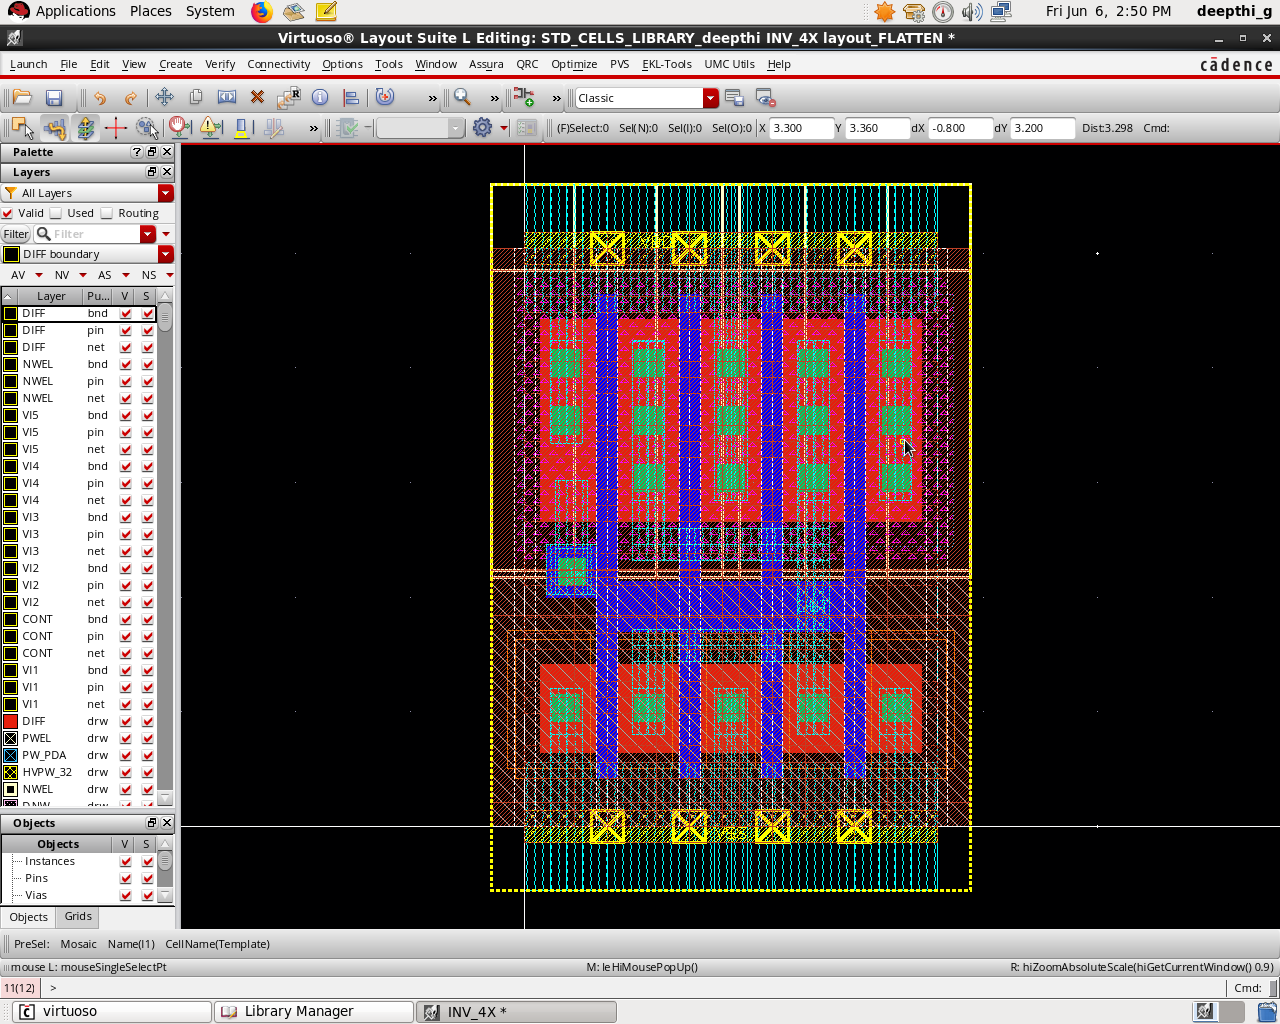 Applications Places System Fri Jun 6, 2:50 PM deepthi_g
Virtuoso® Layout Suite L Editing: STD_CELLS_LIBRARY_deepthi INV_4X layout_FLATTEN *
Launch File Edit View Create Verify Connectivity Options Tools Window Assura QRC Optimize PVS EKL-Tools UMC Utils Help cādence
» » » Classic
» (F)Select:0 Sel(N):0 Sel(I):0 Sel(O):0 X 3.300 Y 3.360 dX -0.800 dY 3.200 Dist:3.298 Cmd:
Palette
Layers
All Layers
Valid Used Routing
Filter Filter
DIFF boundary
AV NV AS NS
Layer Pu... V S
DIFF bnd
DIFF pin
DIFF net
NWEL bnd
NWEL pin
NWEL net
VI5 bnd
VI5 pin
VI5 net
VI4 bnd
VI4 pin
VI4 net
VI3 bnd
VI3 pin
VI3 net
VI2 bnd
VI2 pin
VI2 net
CONT bnd
CONT pin
CONT net
VI1 bnd
VI1 pin
VI1 net
DIFF drw
PWEL drw
PW_PDA drw
HVPW_32 drw
NWEL drw
DNW drw
Objects
Objects V S
Instances
Pins
Vias
Objects Grids
PreSel: Mosaic Name(I1) CellName(Template)
mouse L: mouseSingleSelectPt M: leHiMousePopUp() R: hiZoomAbsoluteScale(hiGetCurrentWindow() 0.9)
11(12) > Cmd:
virtuoso Library Manager INV_4X *